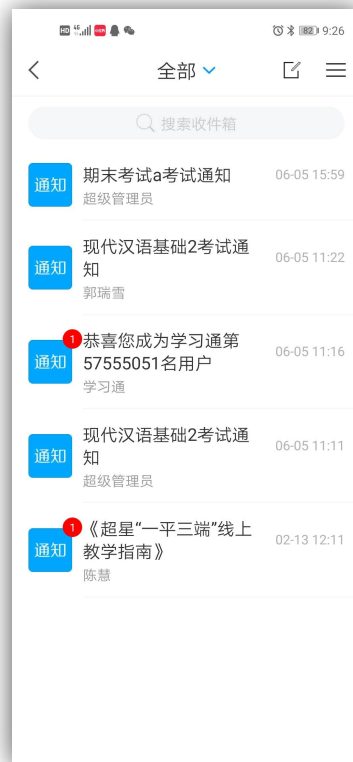 HD 4G 82 9:26
全部
搜索收件箱
通知 期末考试a考试通知 06-05 15:59
超级管理员
通知 现代汉语基础2考试通 06-05 11:22
知
郭瑞雪
1 恭喜您成为学习通第 06-05 11:16
通知 57555051名用户
学习通
通知 现代汉语基础2考试通 06-05 11:11
知
超级管理员
1 《超星“一平三端”线上 02-13 12:11
通知 教学指南》
陈慧